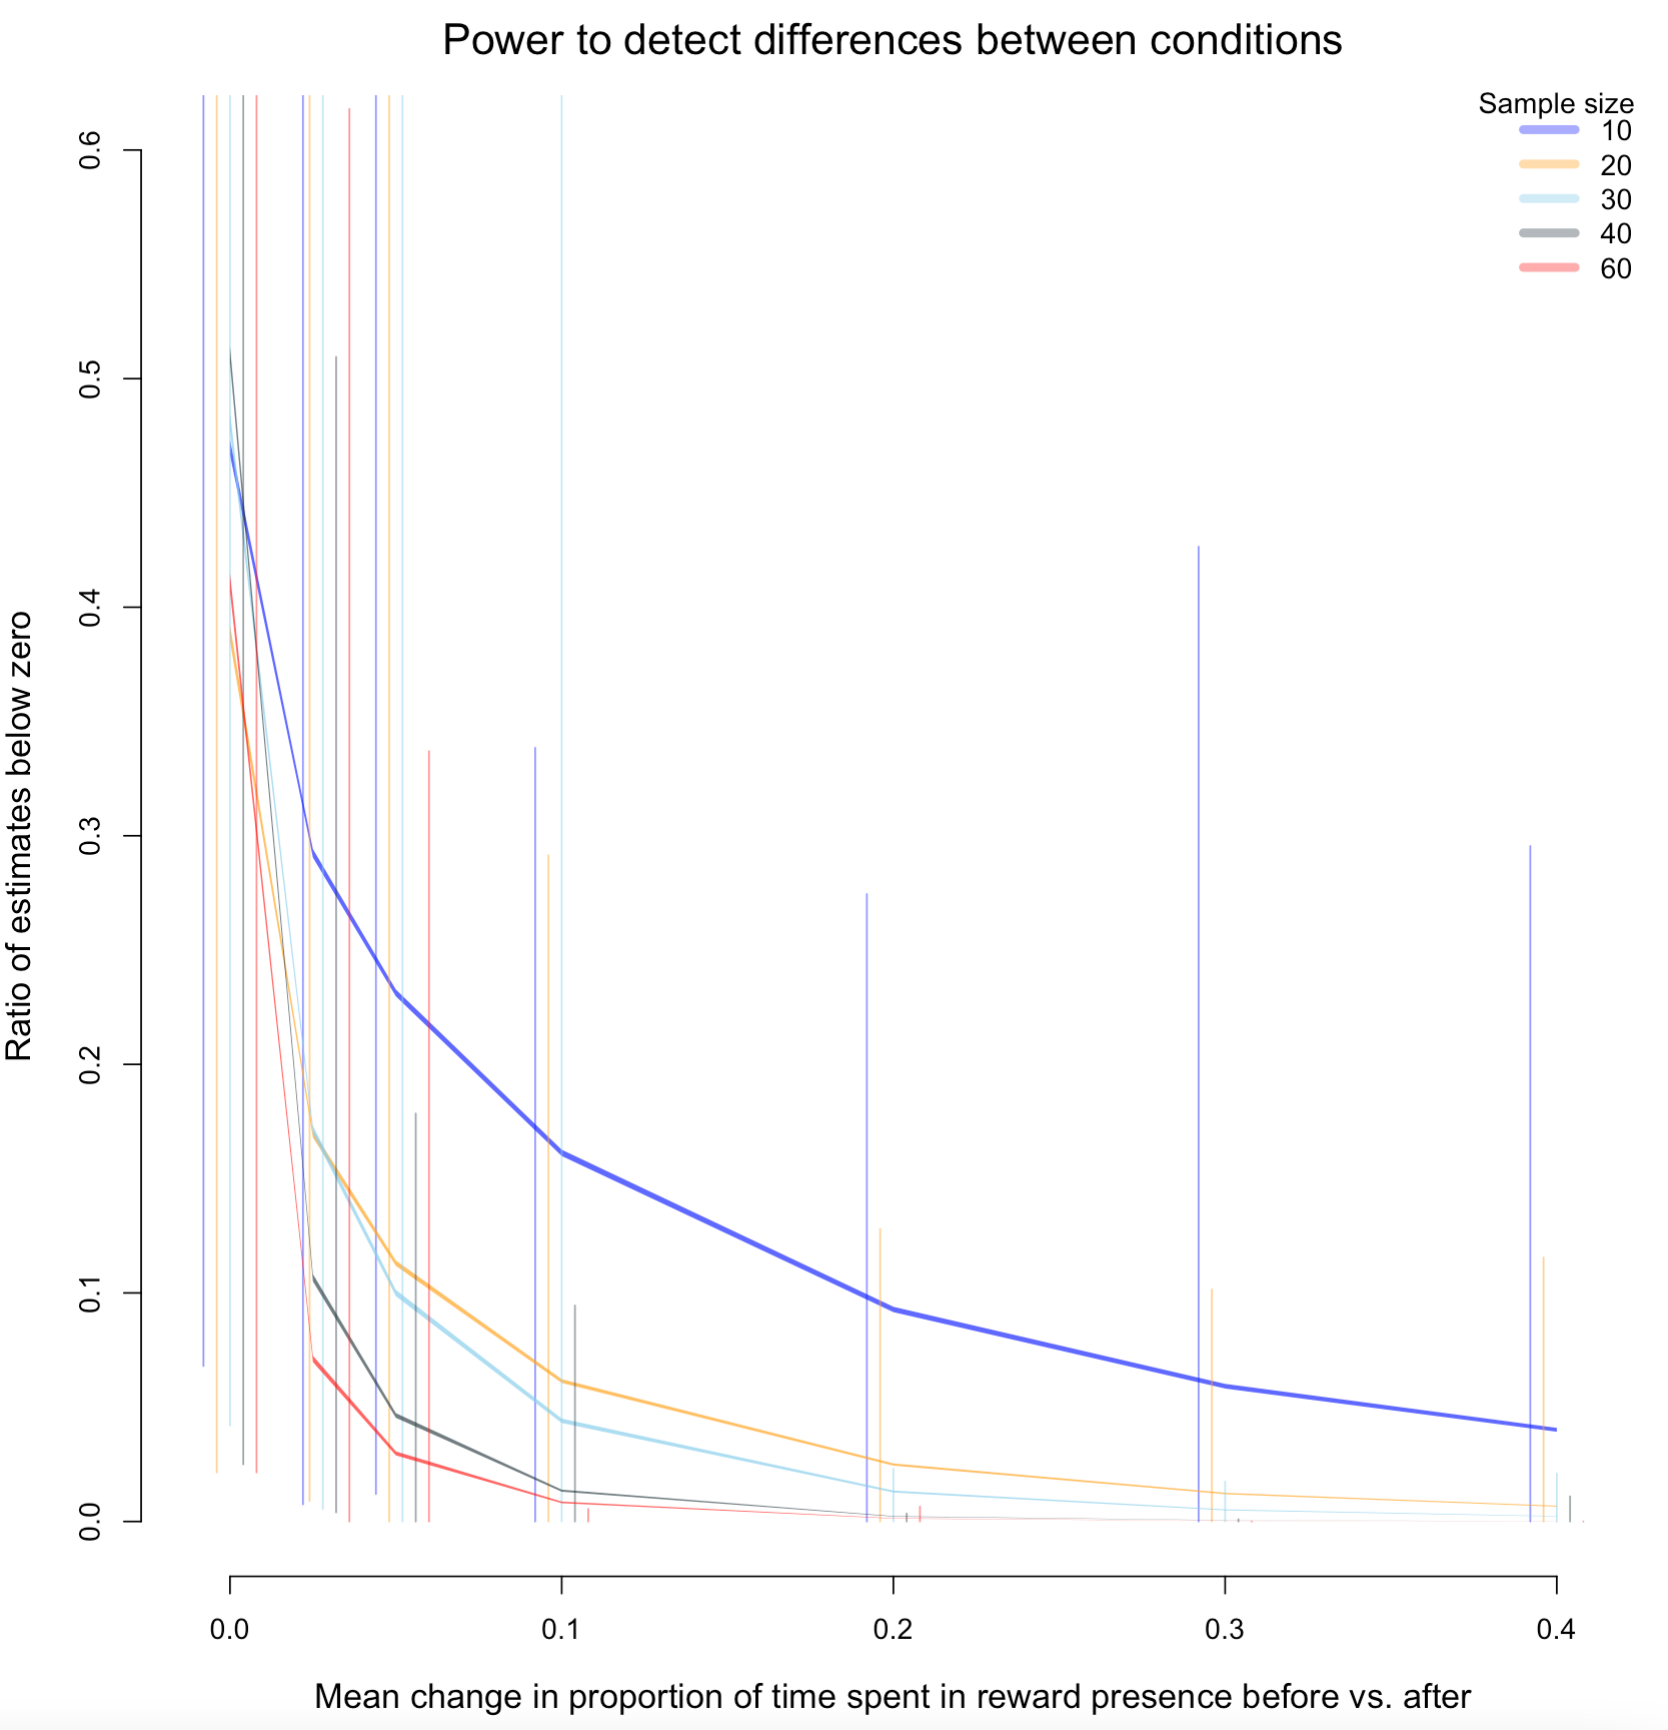 Power to detect differences between conditions
Sample size
10
20
30
40
60
Ratio of estimates below zero
0.6
0.5
0.4
0.3
0.2
0.1
0.0
0.0 0.1 0.2 0.3 0.4
Mean change in proportion of time spent in reward presence before vs. after